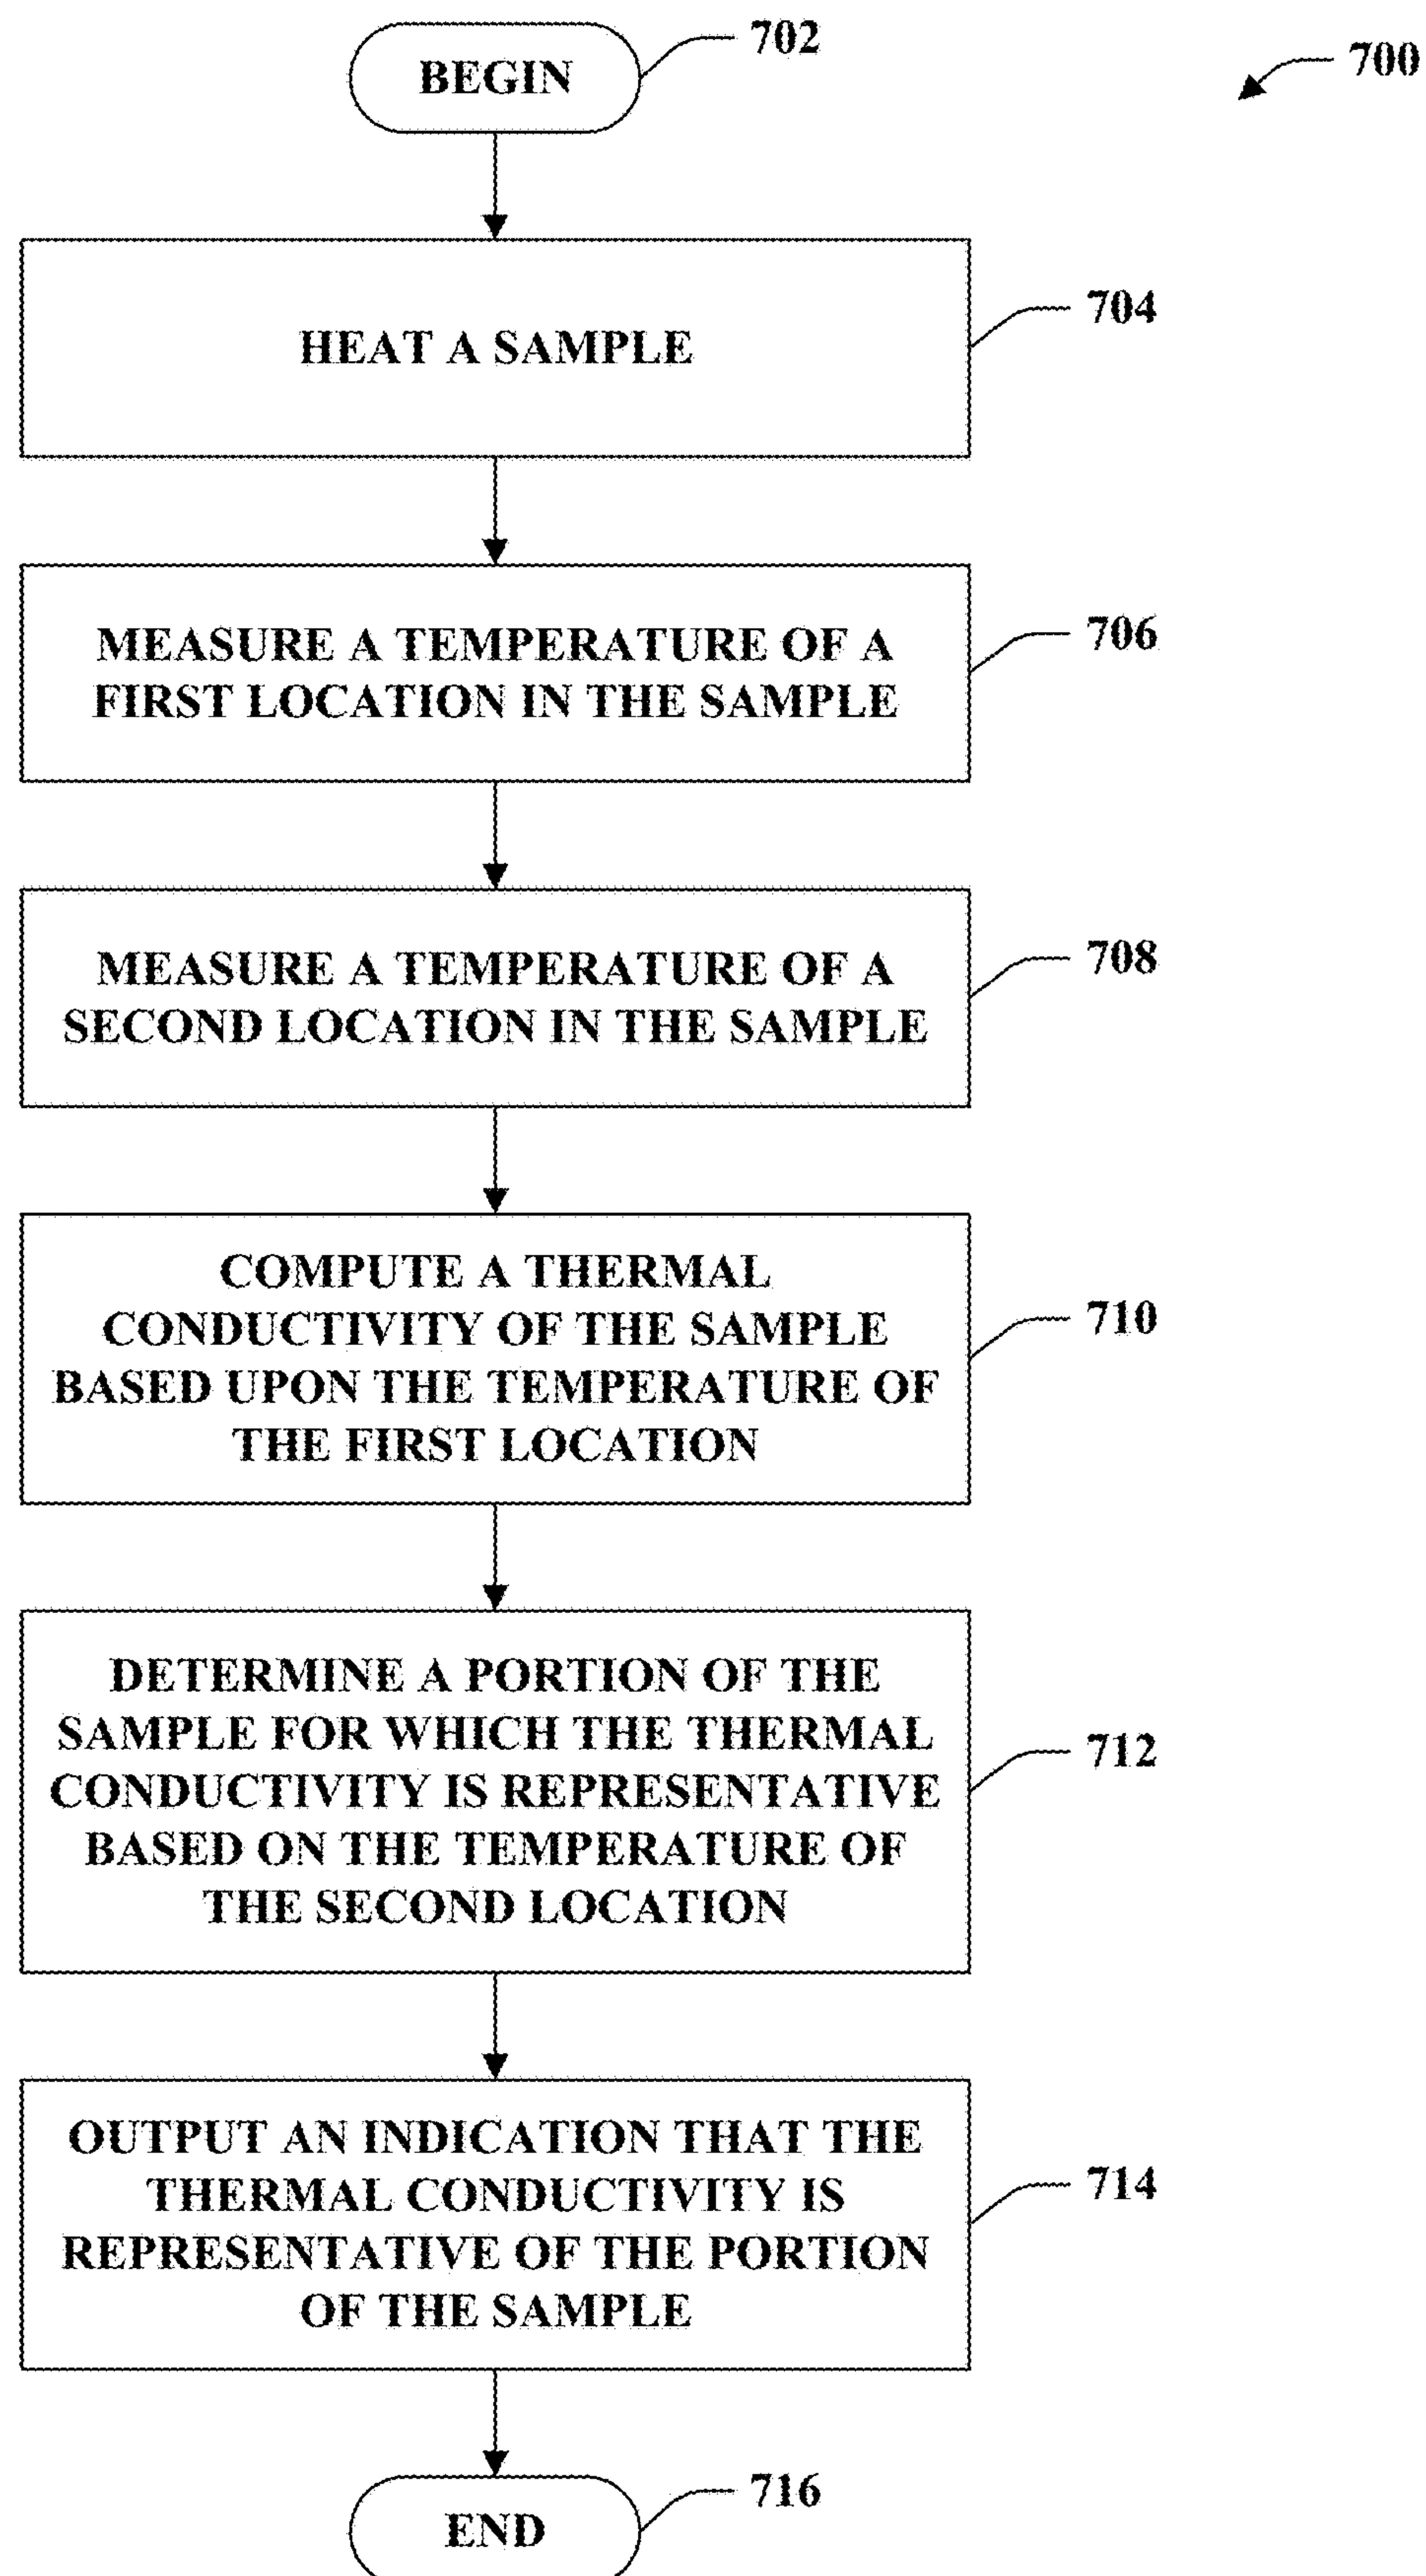 BEGIN
702
700
HEAT A SAMPLE
704
MEASURE A TEMPERATURE OF A
FIRST LOCATION IN THE SAMPLE
706
MEASURE A TEMPERATURE OF A
SECOND LOCATION IN THE SAMPLE
708
COMPUTE A THERMAL
CONDUCTIVITY OF THE SAMPLE
BASED UPON THE TEMPERATURE OF
THE FIRST LOCATION
710
DETERMINE A PORTION OF THE
SAMPLE FOR WHICH THE THERMAL
CONDUCTIVITY IS REPRESENTATIVE
BASED ON THE TEMPERATURE OF
THE SECOND LOCATION
712
OUTPUT AN INDICATION THAT THE
THERMAL CONDUCTIVITY IS
REPRESENTATIVE OF THE PORTION
OF THE SAMPLE
714
END
716